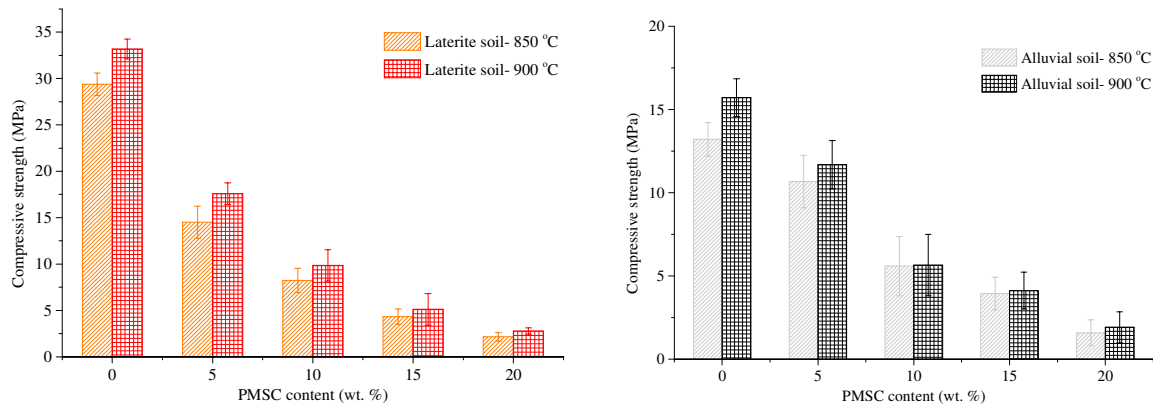 35
30
25
20
15
10
5
0
Compressive strength (MPa)
Laterite soil- 850 °C
Laterite soil- 900 °C
0 5 10 15 20
PMSC content (wt. %)
20
15
10
5
0
Compressive strength (MPa)
Alluvial soil- 850 °C
Alluvial soil- 900 °C
0 5 10 15 20
PMSC content (wt. %)